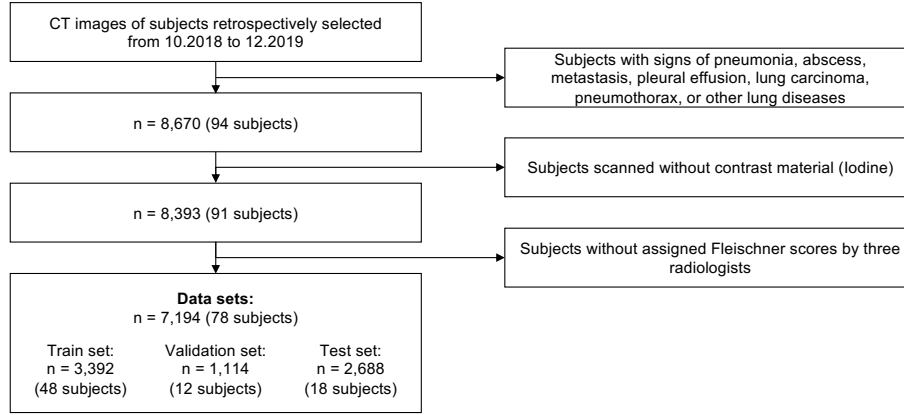 CT images of subjects retrospectively selected
from 10.2018 to 12.2019
Subjects with signs of pneumonia, abscess,
metastasis, pleural effusion, lung carcinoma,
pneumothorax, or other lung diseases
n = 8,670 (94 subjects)
Subjects scanned without contrast material (Iodine)
n = 8,393 (91 subjects)
Subjects without assigned Fleischner scores by three
radiologists
Data sets:
n = 7,194 (78 subjects)
Train set: Validation set: Test set:
n = 3,392 n = 1,114 n = 2,688
(48 subjects) (12 subjects) (18 subjects)